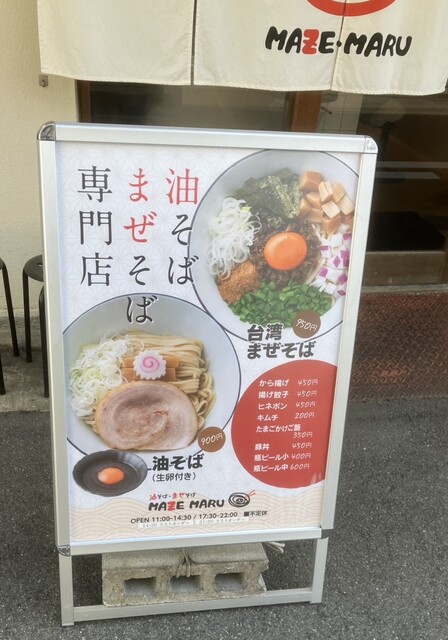 MAZE・MARU
油そば
まぜそば
専門店
950円
台湾
まぜそば
から揚げ 450円
揚げ餃子 450円
ヒネポン 450円
キムチ 200円
たまごかけご飯
350円
豚丼 450円
瓶ビール小 400円
瓶ビール中 600円
900円
油そば
(生卵付き)
油そば・まぜそば
MAZE MARU
OPEN 11:00-14:30 / 17:30-22:00 ■不定休